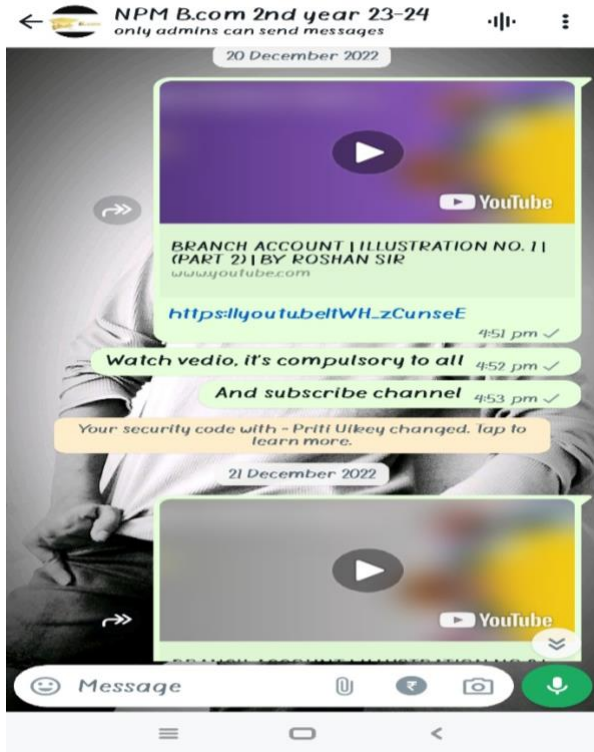 NPM B.com 2nd year 23-24
only admins can send messages
20 December 2022
YouTube
BRANCH ACCOUNT | ILLUSTRATION NO. 1 |
(PART 2) | BY ROSHAN SIR
www.youtube.com
https://youtu.be/tWH_zCunseE
4:51 pm
Watch vedio, it's compulsory to all 4:52 pm
And subscribe channel 4:53 pm
Your security code with - Priti Uikey changed. Tap to
learn more.
21 December 2022
YouTube
Message